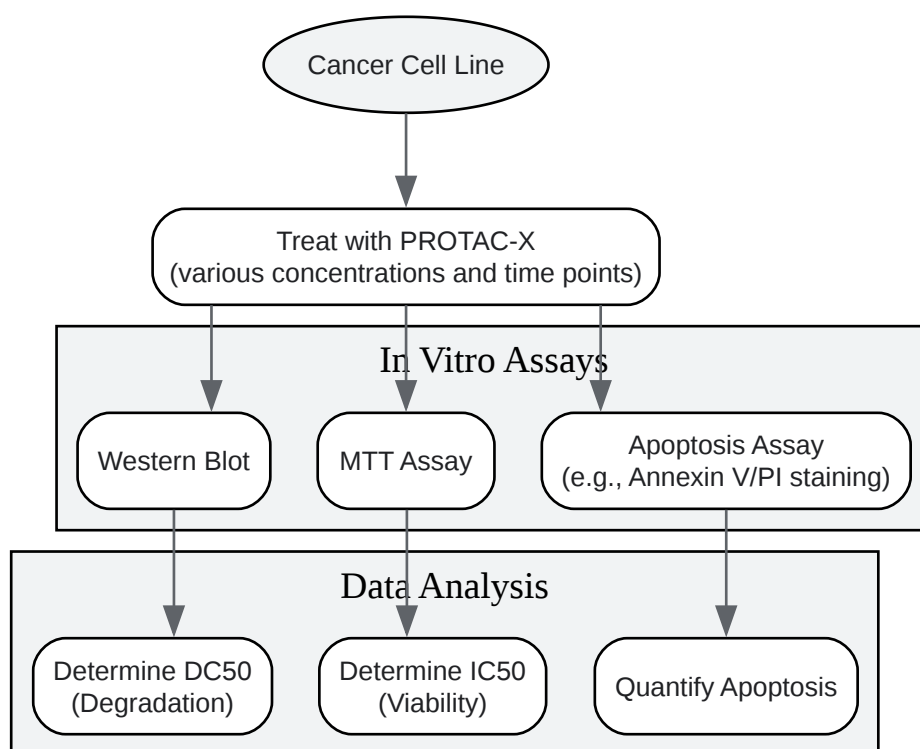 Cancer Cell Line
Treat with PROTAC-X
(various concentrations and time points)
In Vitro Assays
Western Blot
MTT Assay
Apoptosis Assay
(e.g., Annexin V/PI staining)
Data Analysis
Determine DC50
(Degradation)
Determine IC50
(Viability)
Quantify Apoptosis